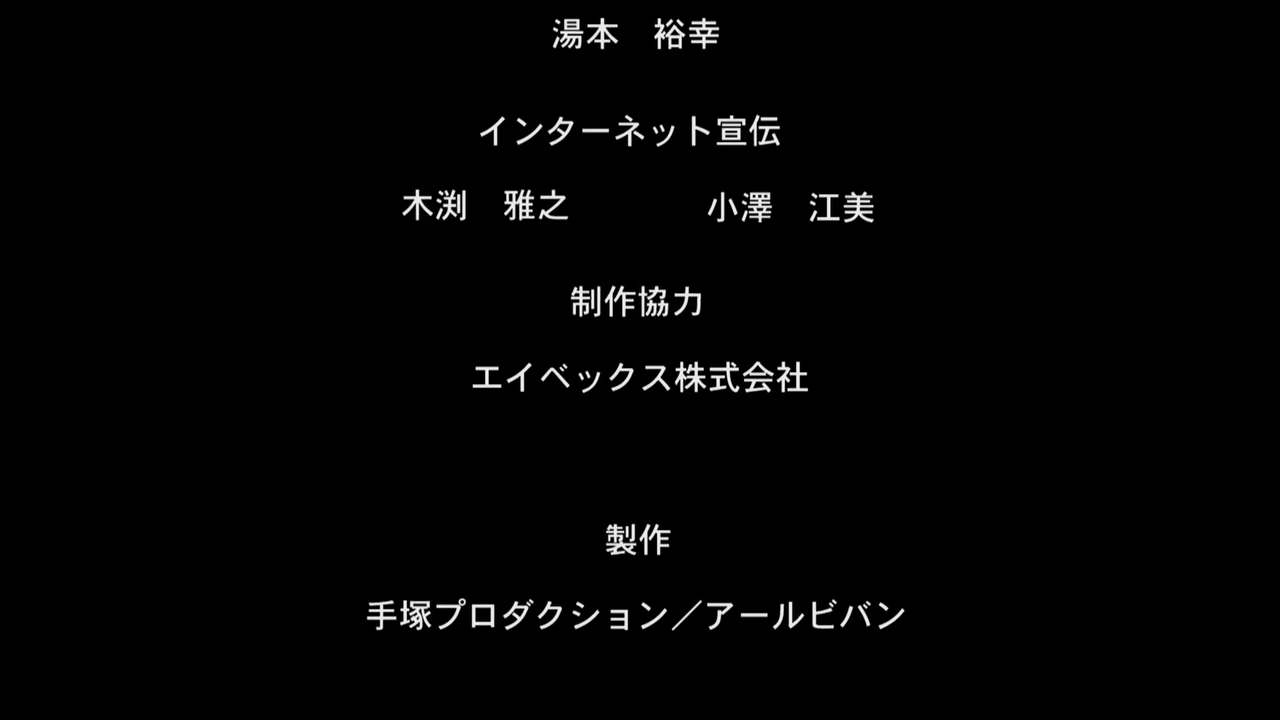 湯本　裕幸
インターネット宣伝
木渕　雅之　　　　小澤　江美
制作協力
エイベックス株式会社
製作
手塚プロダクション／アールビバン